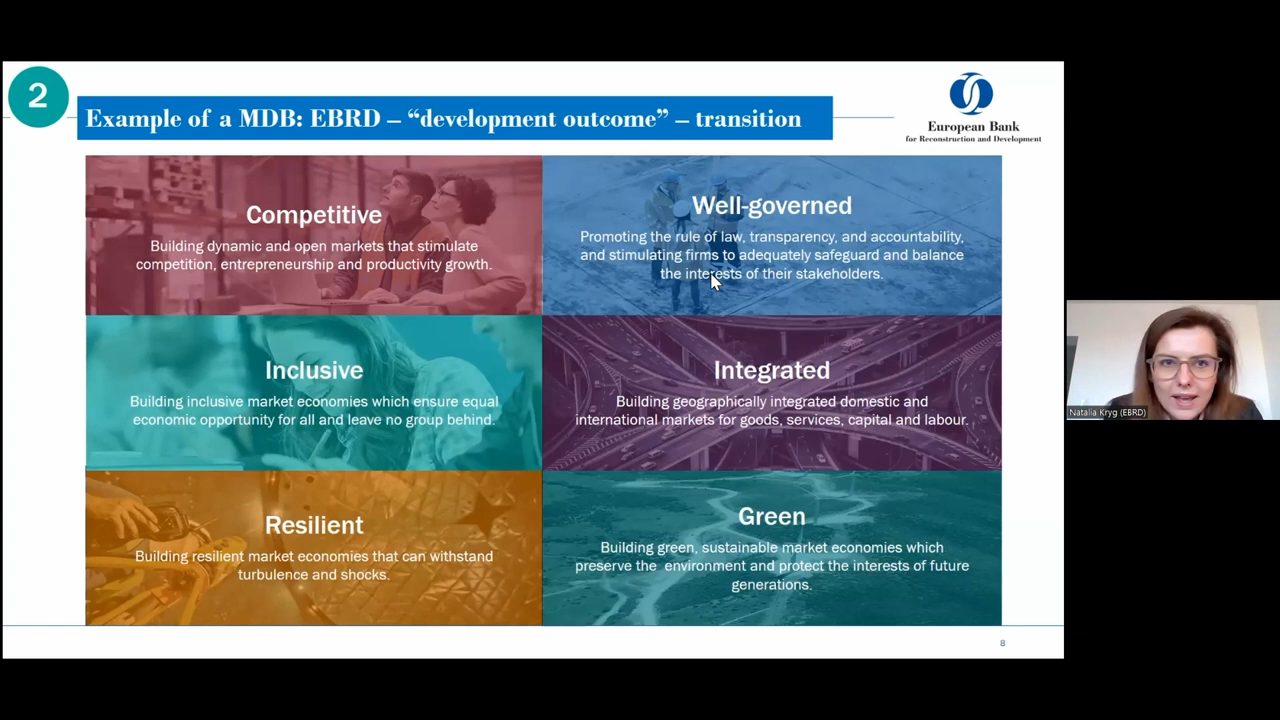 2
Example of a MDB: EBRD – “development outcome” – transition
European Bank
for Reconstruction and Development
Competitive
Building dynamic and open markets that stimulate
competition, entrepreneurship and productivity growth.
Well-governed
Promoting the rule of law, transparency, and accountability,
and stimulating firms to adequately safeguard and balance
the interests of their stakeholders.
Inclusive
Building inclusive market economies which ensure equal
economic opportunity for all and leave no group behind.
Integrated
Building geographically integrated domestic and
international markets for goods, services, capital and labour.
Resilient
Building resilient market economies that can withstand
turbulence and shocks.
Green
Building green, sustainable market economies which
preserve the environment and protect the interests of future
generations.
8
Natalia Kryg (EBRD)